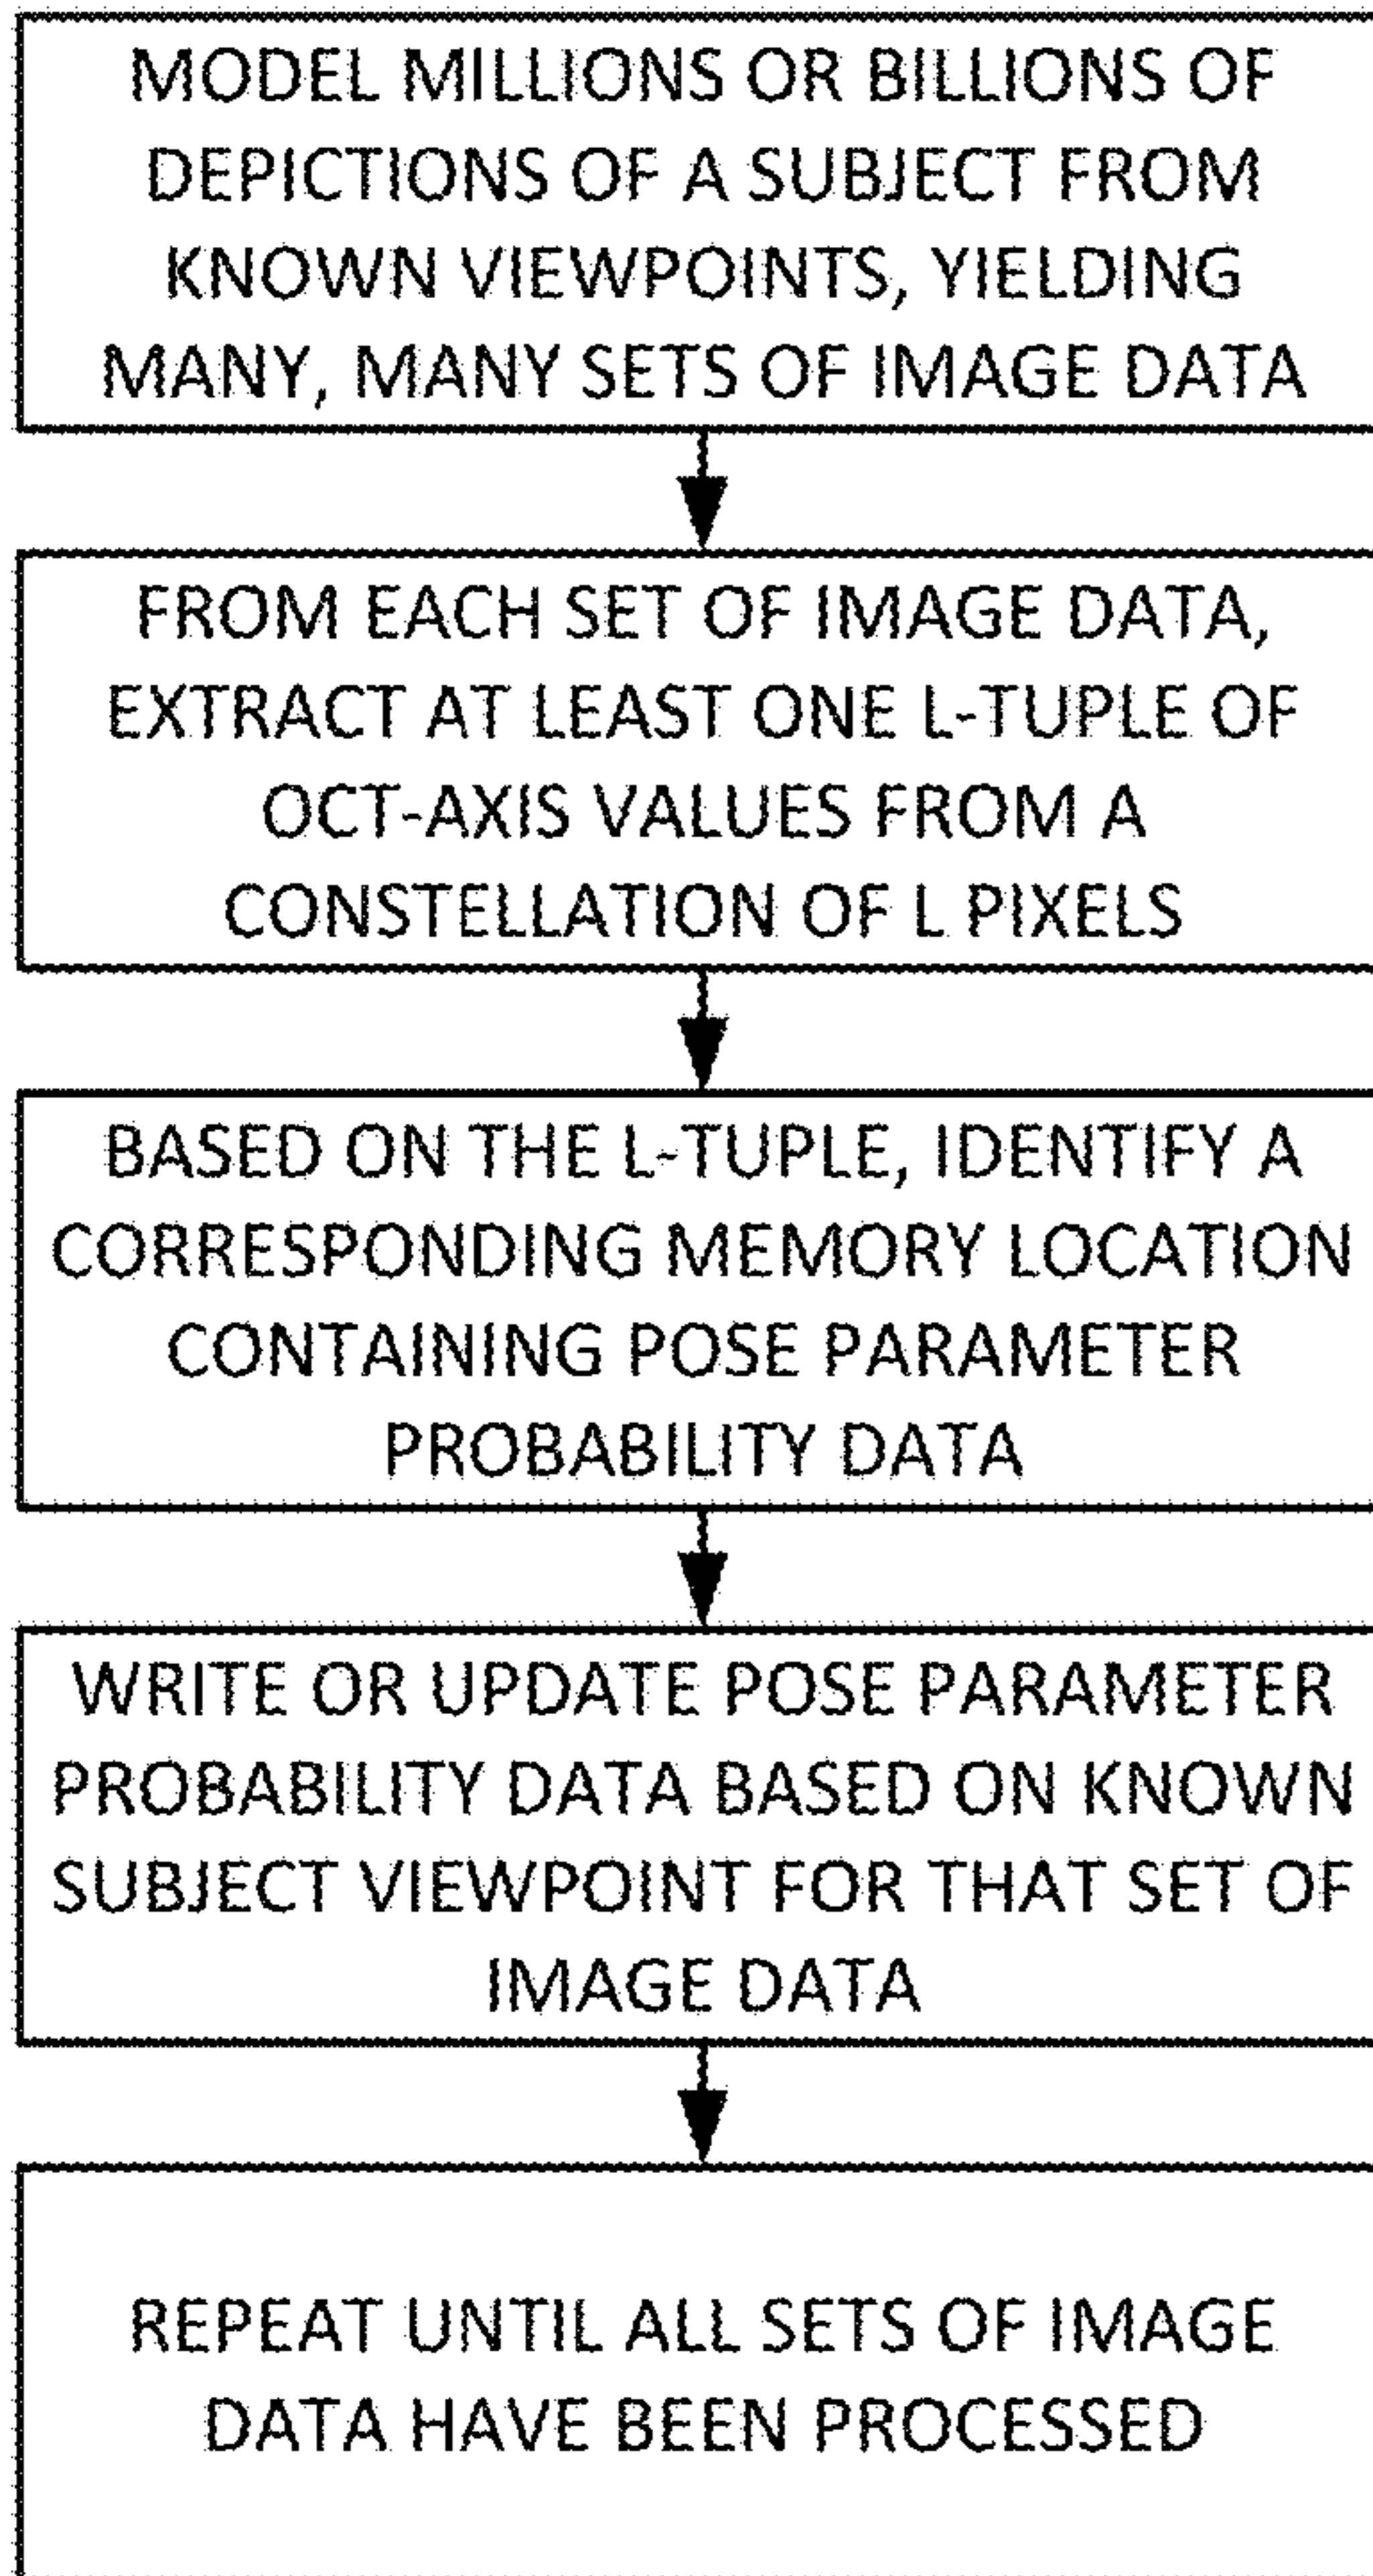 MODEL MILLIONS OR BILLIONS OF
DEPICTIONS OF A SUBJECT FROM
KNOWN VIEWPOINTS, YIELDING
MANY, MANY SETS OF IMAGE DATA
FROM EACH SET OF IMAGE DATA,
EXTRACT AT LEAST ONE L-TUPLE OF
OCT-AXIS VALUES FROM A
CONSTELLATION OF L PIXELS
BASED ON THE L-TUPLE, IDENTIFY A
CORRESPONDING MEMORY LOCATION
CONTAINING POSE PARAMETER
PROBABILITY DATA
WRITE OR UPDATE POSE PARAMETER
PROBABILITY DATA BASED ON KNOWN
SUBJECT VIEWPOINT FOR THAT SET OF
IMAGE DATA
REPEAT UNTIL ALL SETS OF IMAGE
DATA HAVE BEEN PROCESSED